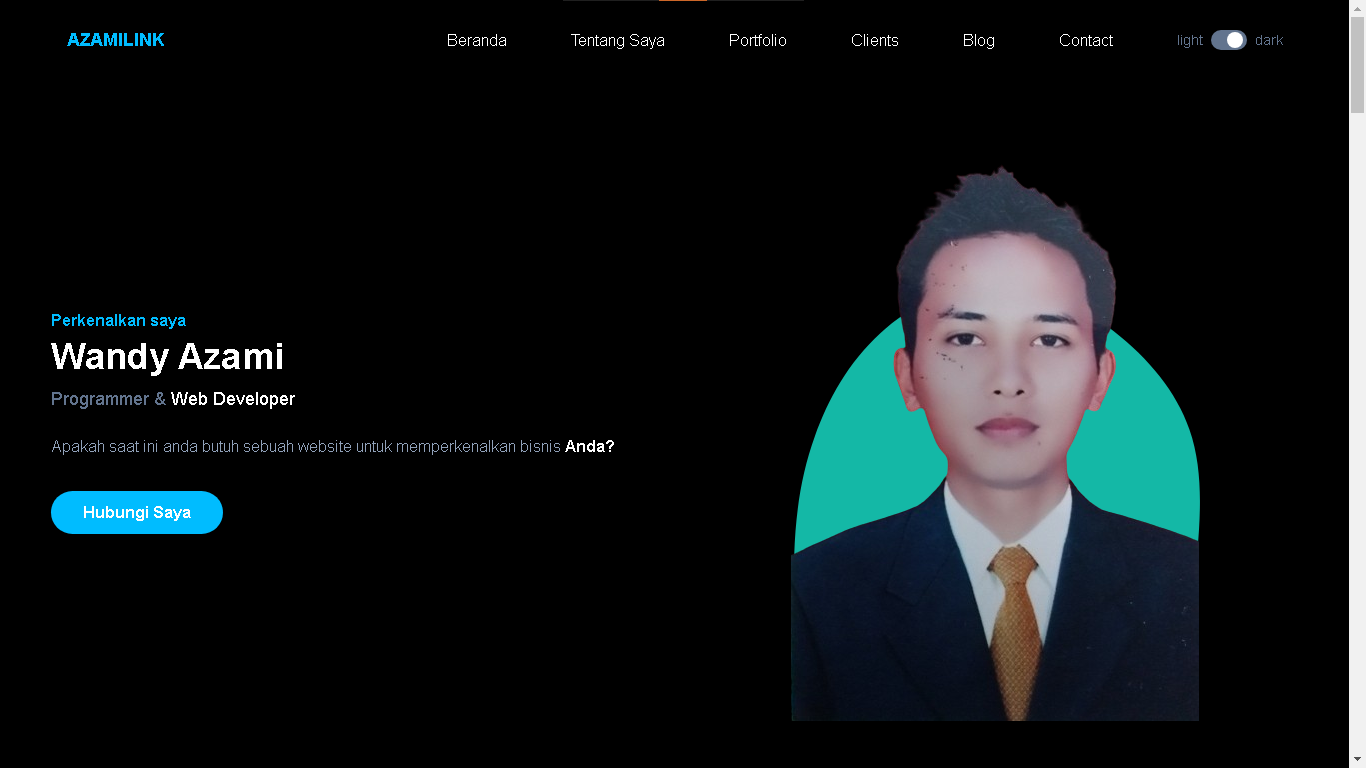 AZAMILINK Beranda Tentang Saya Portfolio Clients Blog Contact light dark
Perkenalkan saya
Wandy Azami
Programmer & Web Developer
Apakah saat ini anda butuh sebuah website untuk memperkenalkan bisnis Anda?
Hubungi Saya